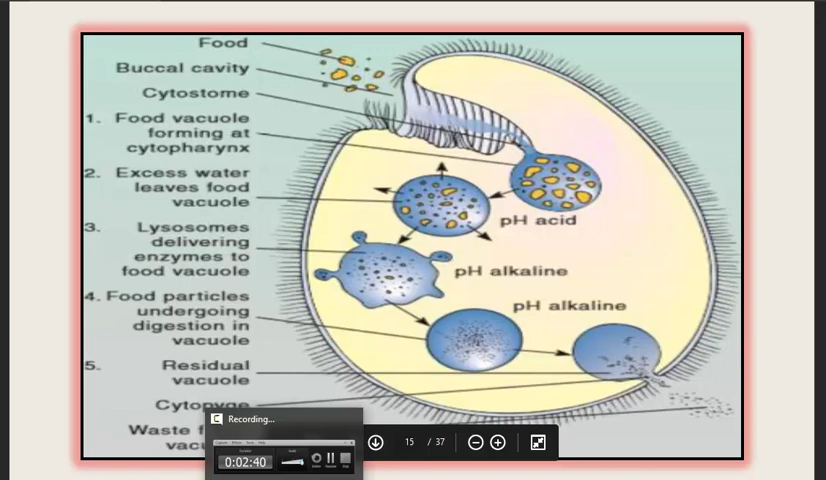 Food
Buccal cavity
Cytostome
1. Food vacuole
forming at
cytopharynx
2. Excess water
leaves food
vacuole
3. Lysosomes
delivering
enzymes to
food vacuole
4. Food particles
undergoing
digestion in
vacuole
5. Residual
vacuole
Cytopyge
Waste
pH acid
pH alkaline
pH alkaline
Recording...
0:02:40
15 / 37